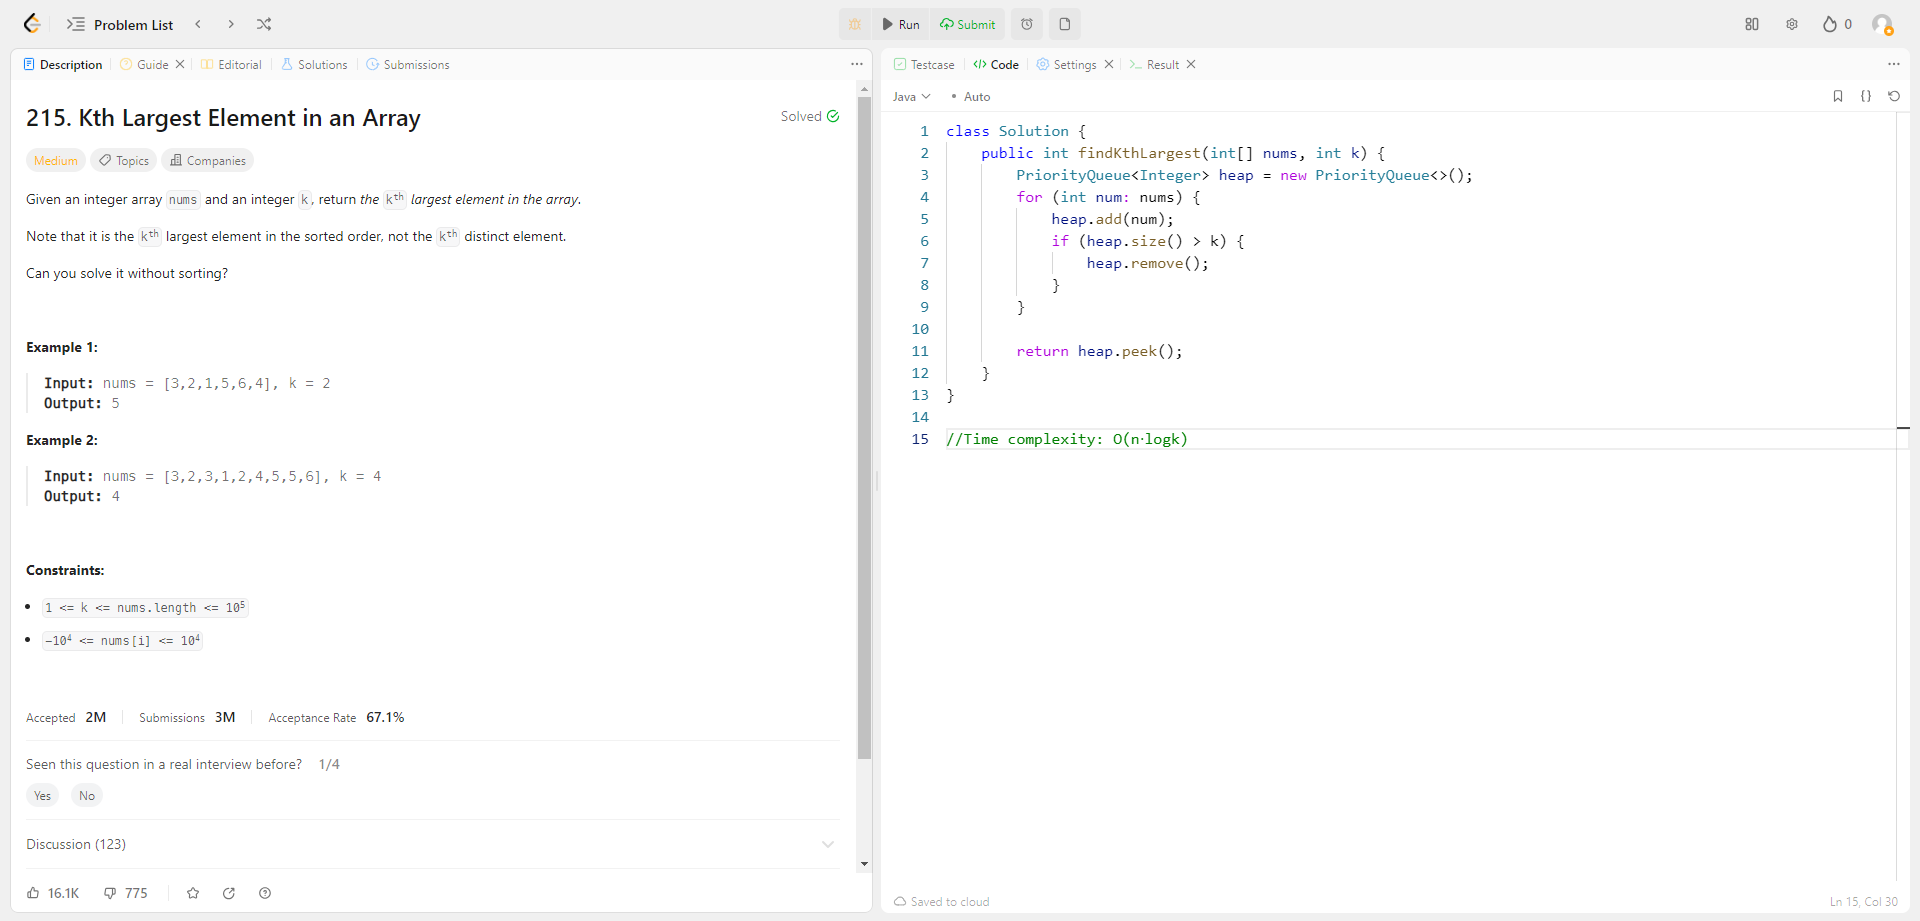 Problem List
Run
Submit
0
Description
Guide
Editorial
Solutions
Submissions
215. Kth Largest Element in an Array
Solved
Medium
Topics
Companies
Given an integer array nums and an integer k, return the kth largest element in the array.
Note that it is the kth largest element in the sorted order, not the kth distinct element.
Can you solve it without sorting?
Example 1:
Input: nums = [3,2,1,5,6,4], k = 2
Output: 5
Example 2:
Input: nums = [3,2,3,1,2,4,5,5,6], k = 4
Output: 4
Constraints:
• 1 <= k <= nums.length <= 10⁵
• -10⁴ <= nums[i] <= 10⁴
Accepted 2M
Submissions 3M
Acceptance Rate 67.1%
Seen this question in a real interview before? 1/4
Yes
No
Discussion (123)
16.1K
775
Testcase
Code
Settings
Result
Java
• Auto
1 class Solution {
2     public int findKthLargest(int[] nums, int k) {
3         PriorityQueue<Integer> heap = new PriorityQueue<>();
4         for (int num: nums) {
5             heap.add(num);
6             if (heap.size() > k) {
7                 heap.remove();
8             }
9         }
10
11         return heap.peek();
12     }
13 }
14
15 //Time complexity: O(n·logk)
Saved to cloud
Ln 15, Col 30